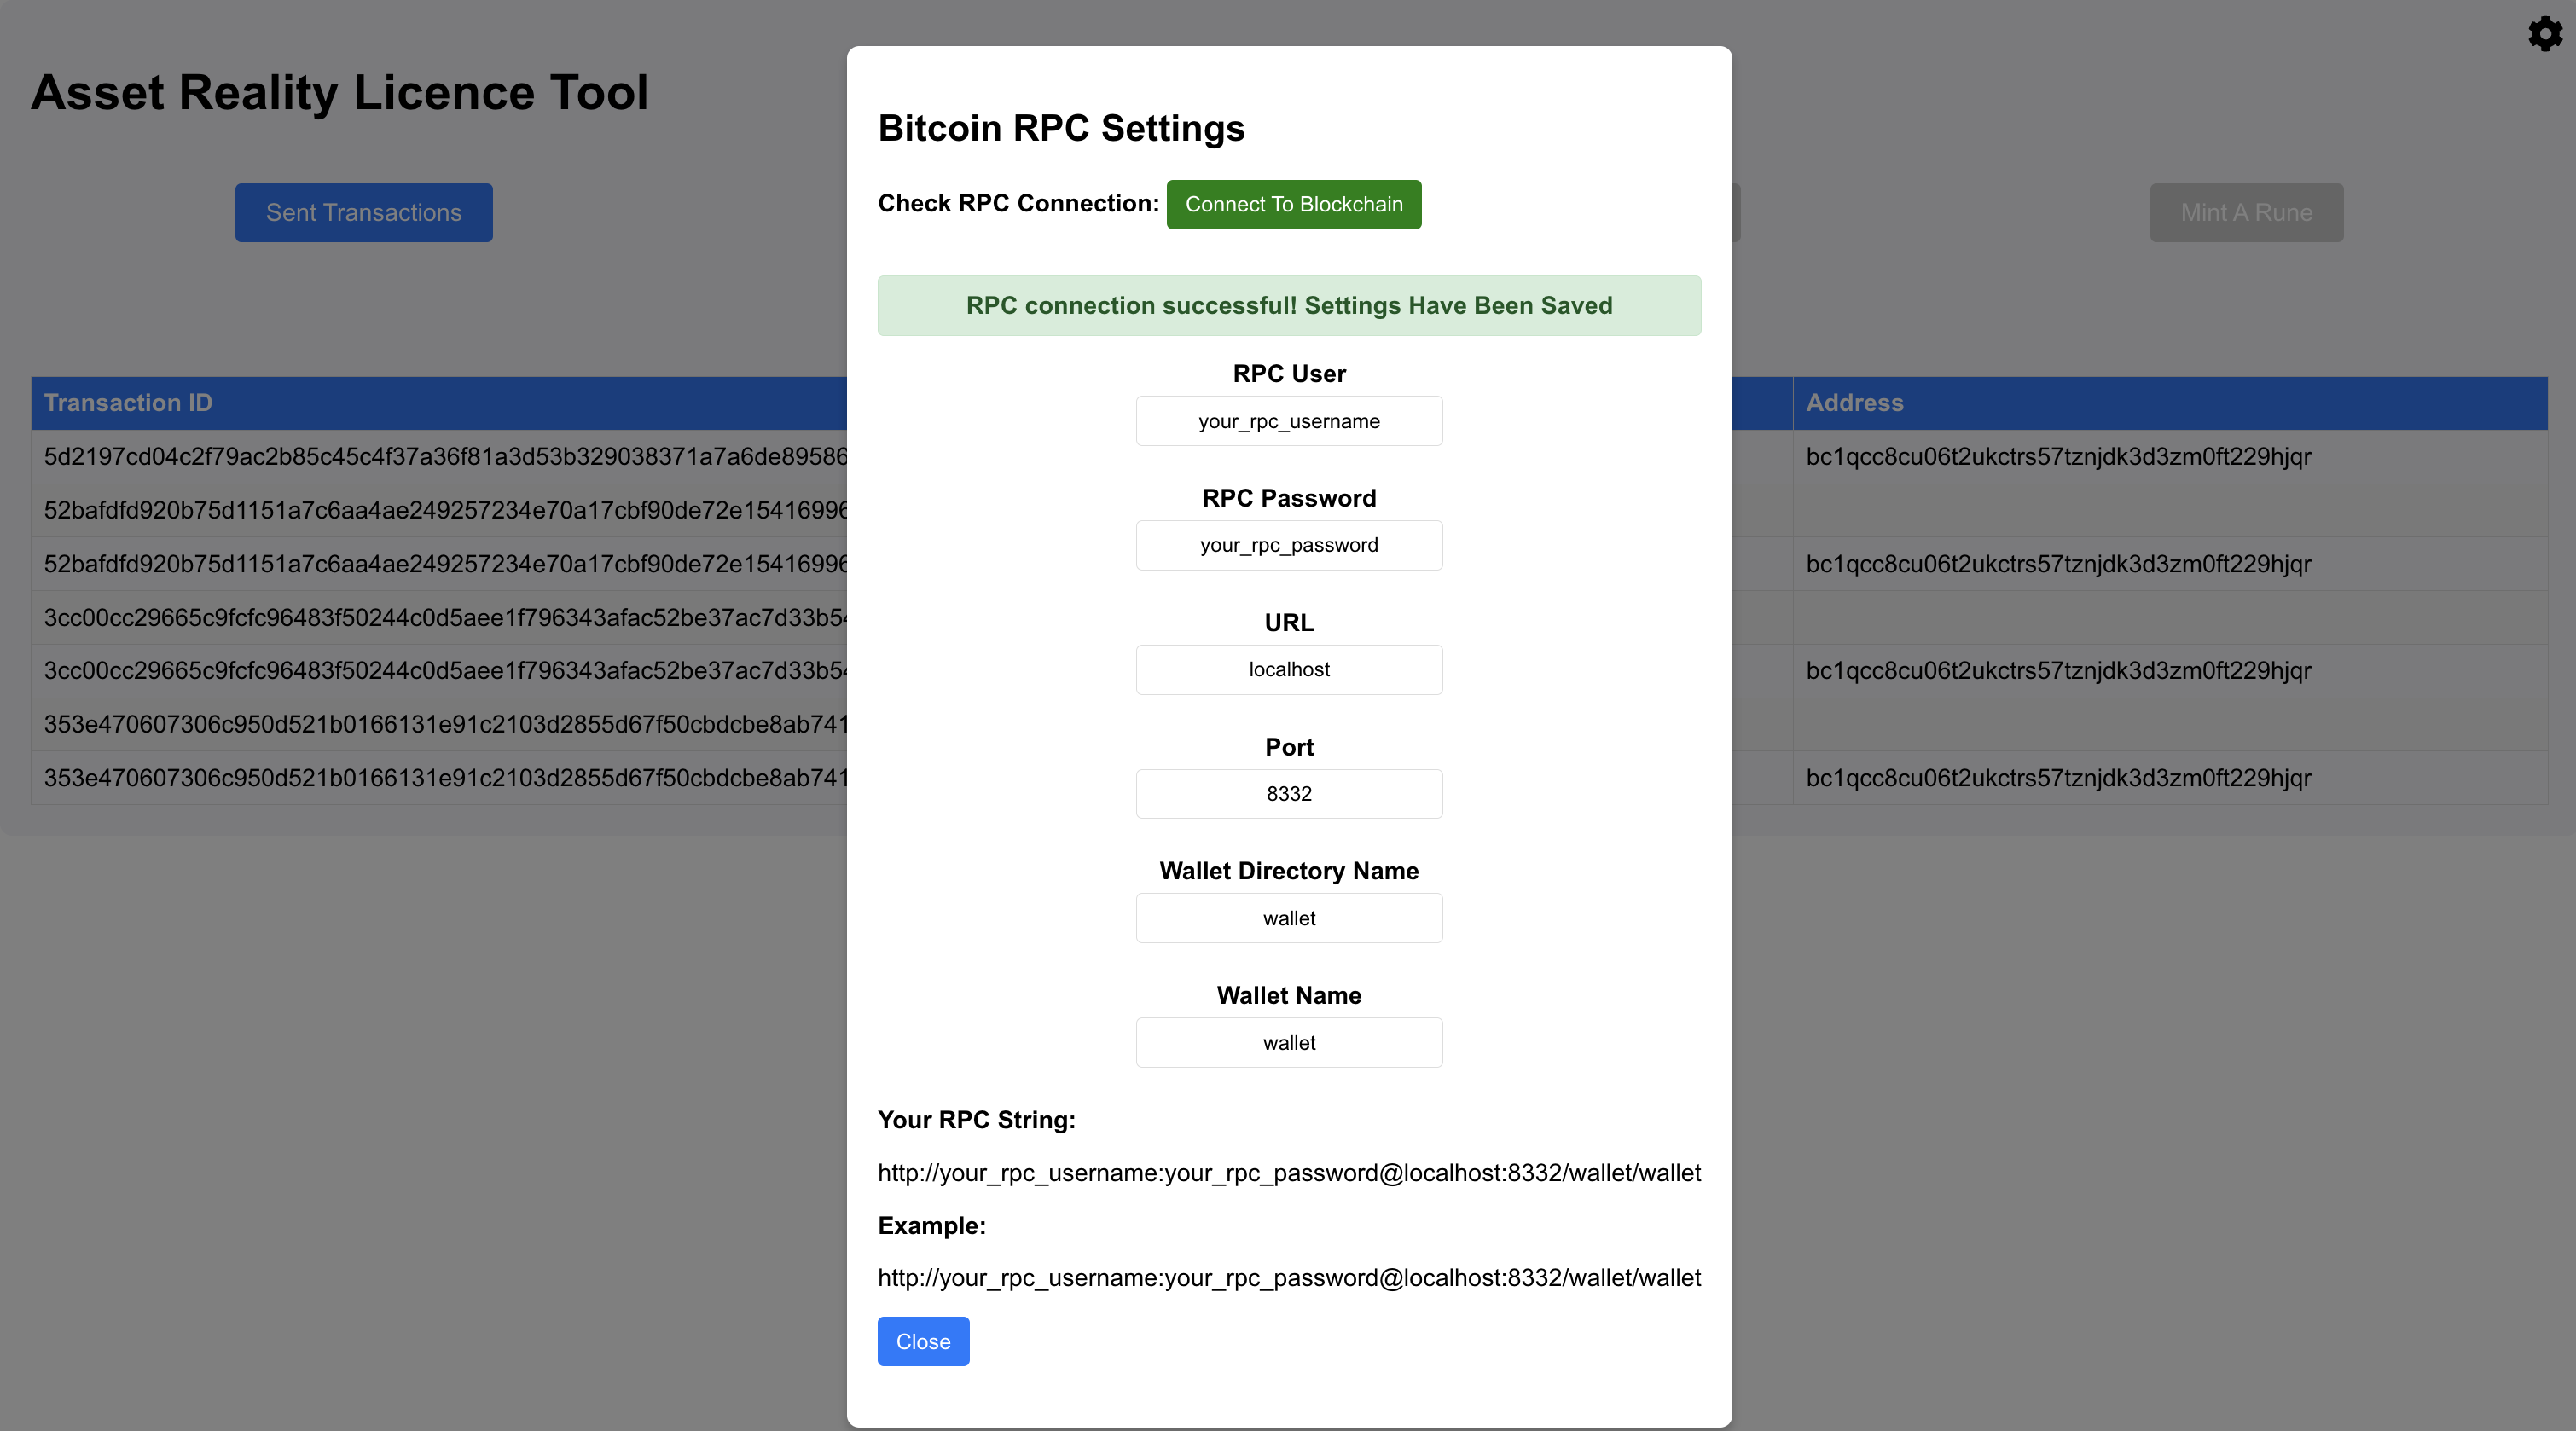 Asset Reality Licence Tool
Sent Transactions
Mint A Rune
Transaction ID
Address
5d2197cd04c2f79ac2b85c45c4f37a36f81a3d53b329038371a7a6de89586
bc1qcc8cu06t2ukctrs57tznjdk3d3zm0ft229hjqr
52bafdfd920b75d1151a7c6aa4ae249257234e70a17cbf90de72e15416996
52bafdfd920b75d1151a7c6aa4ae249257234e70a17cbf90de72e15416996
bc1qcc8cu06t2ukctrs57tznjdk3d3zm0ft229hjqr
3cc00cc29665c9fcfc96483f50244c0d5aee1f796343afac52be37ac7d33b54
3cc00cc29665c9fcfc96483f50244c0d5aee1f796343afac52be37ac7d33b54
bc1qcc8cu06t2ukctrs57tznjdk3d3zm0ft229hjqr
353e470607306c950d521b0166131e91c2103d2855d67f50cbdcbe8ab741
353e470607306c950d521b0166131e91c2103d2855d67f50cbdcbe8ab741
bc1qcc8cu06t2ukctrs57tznjdk3d3zm0ft229hjqr
Bitcoin RPC Settings
Check RPC Connection: Connect To Blockchain
RPC connection successful! Settings Have Been Saved
RPC User
your_rpc_username
RPC Password
your_rpc_password
URL
localhost
Port
8332
Wallet Directory Name
wallet
Wallet Name
wallet
Your RPC String:
http://your_rpc_username:your_rpc_password@localhost:8332/wallet/wallet
Example:
http://your_rpc_username:your_rpc_password@localhost:8332/wallet/wallet
Close